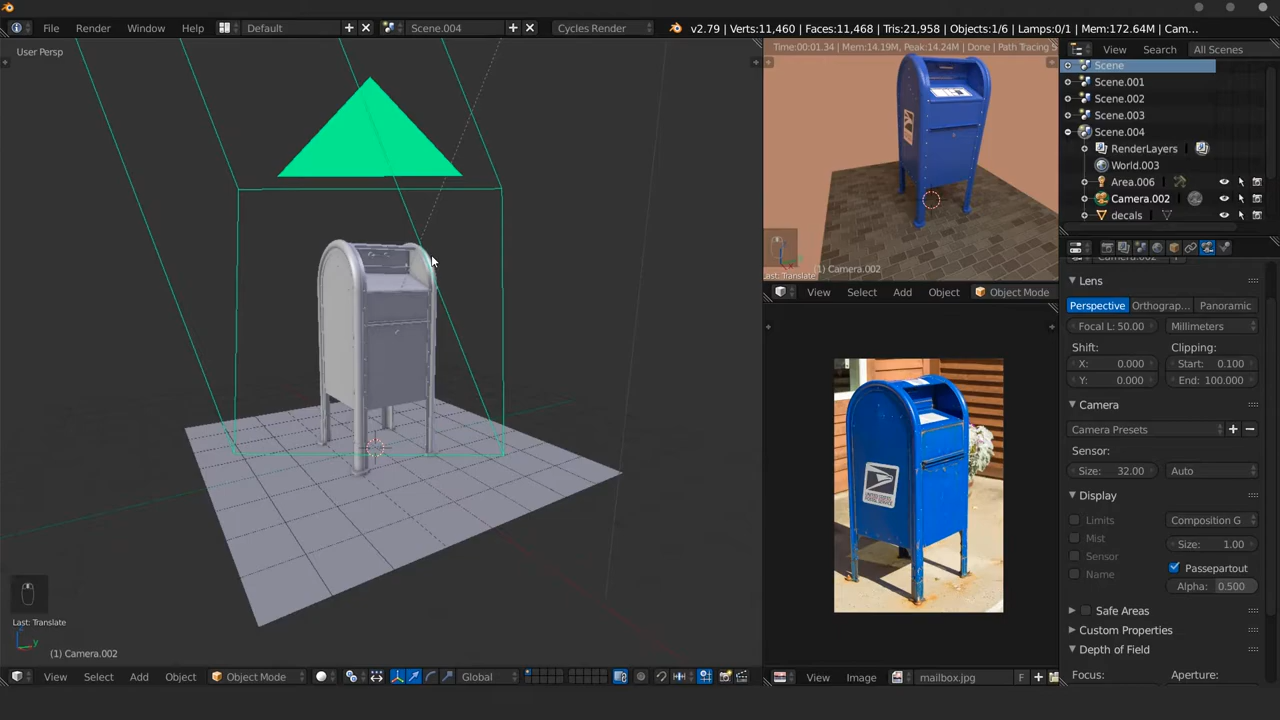 File Render Window Help Default Scene.004 Cycles Render v2.79 | Verts:11,460 | Faces:11,468 | Tris:21,958 | Objects:1/6 | Lamps:0/1 | Mem:172.64M | Cam...
User Persp
Time:00:01.34 | Mem:14.19M, Peak:14.24M | Done | Path Tracing S
View Search All Scenes
Scene
Scene.001
Scene.002
Scene.003
Scene.004
RenderLayers
World.003
Area.006
Camera.002
decals
Last: Translate
(1) Camera.002
View Select Add Object Object Mode
Lens
Perspective Orthograp... Panoramic
Focal L: 50.00 Millimeters
Shift: Clipping:
X: 0.000 Start: 0.100
Y: 0.000 End: 100.000
Camera
Camera Presets
Sensor:
Size: 32.00 Auto
Display
Limits Composition G
Mist Size: 1.00
Sensor Passepartout
Name Alpha: 0.500
Safe Areas
Custom Properties
Depth of Field
Focus: Aperture:
UNITED STATES
POSTAL SERVICE
Last: Translate
(1) Camera.002
View Select Add Object Object Mode Global
View Image mailbox.jpg F